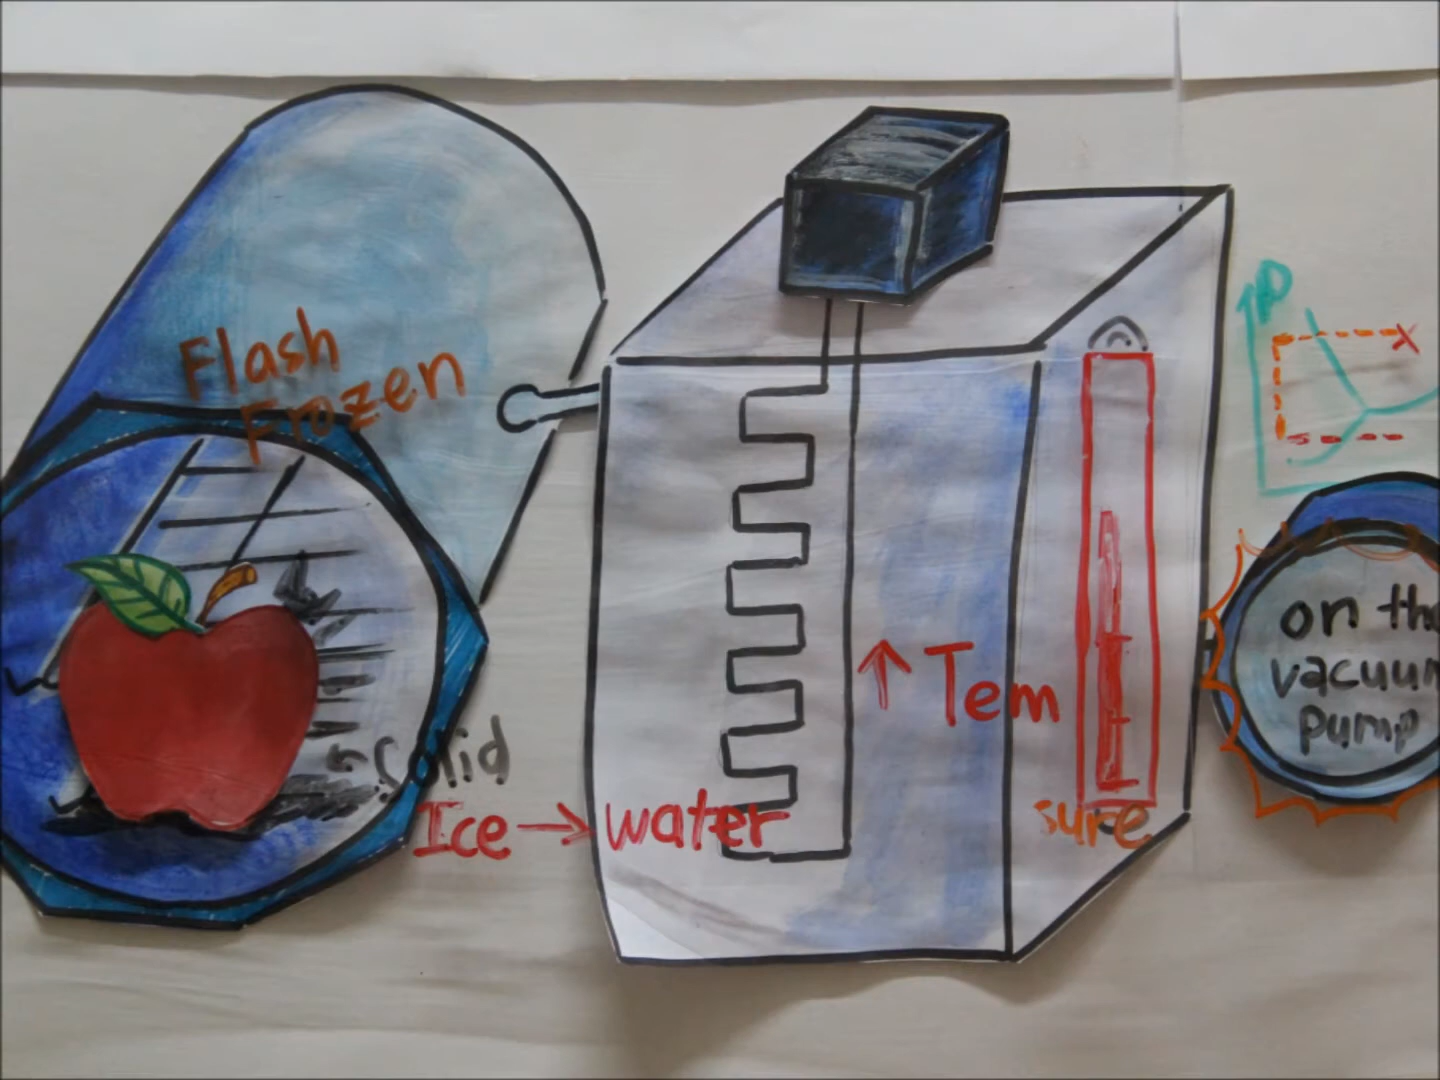 Flash
Frozen
P
x
on the
vacuum
pump
↑ Tem
solid
Ice → water
sure